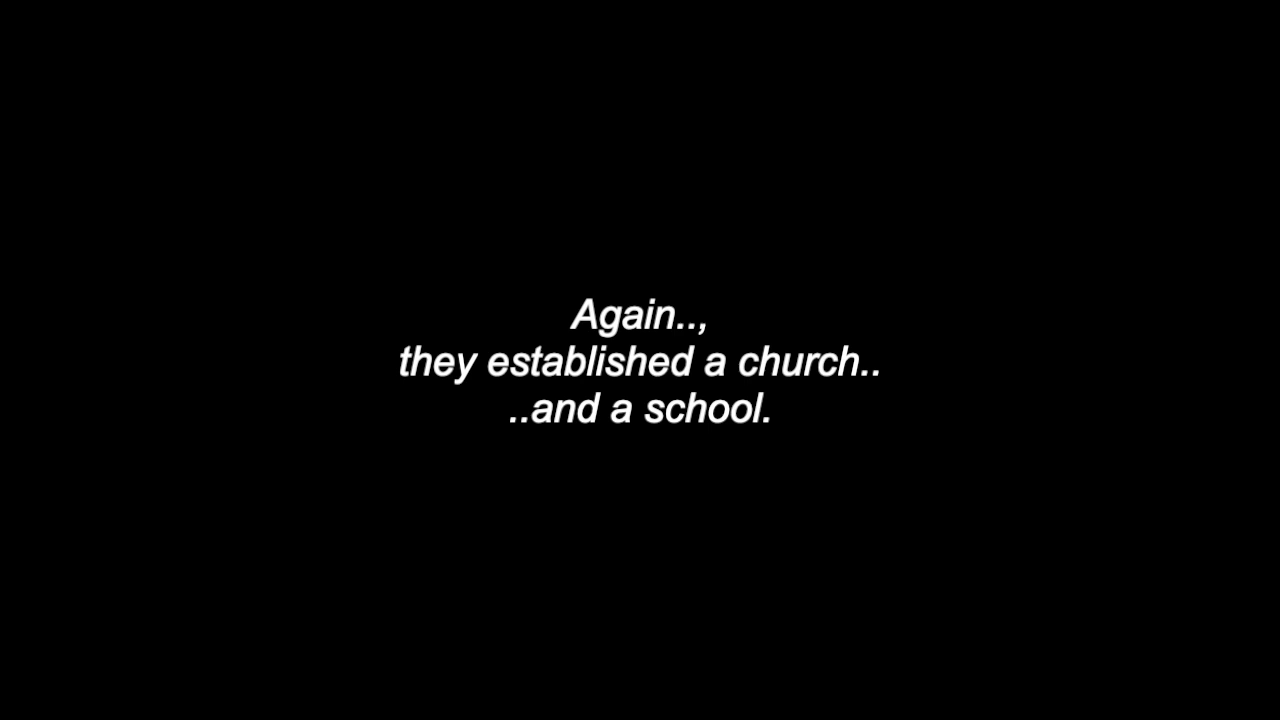 Again..,
they established a church..
..and a school.